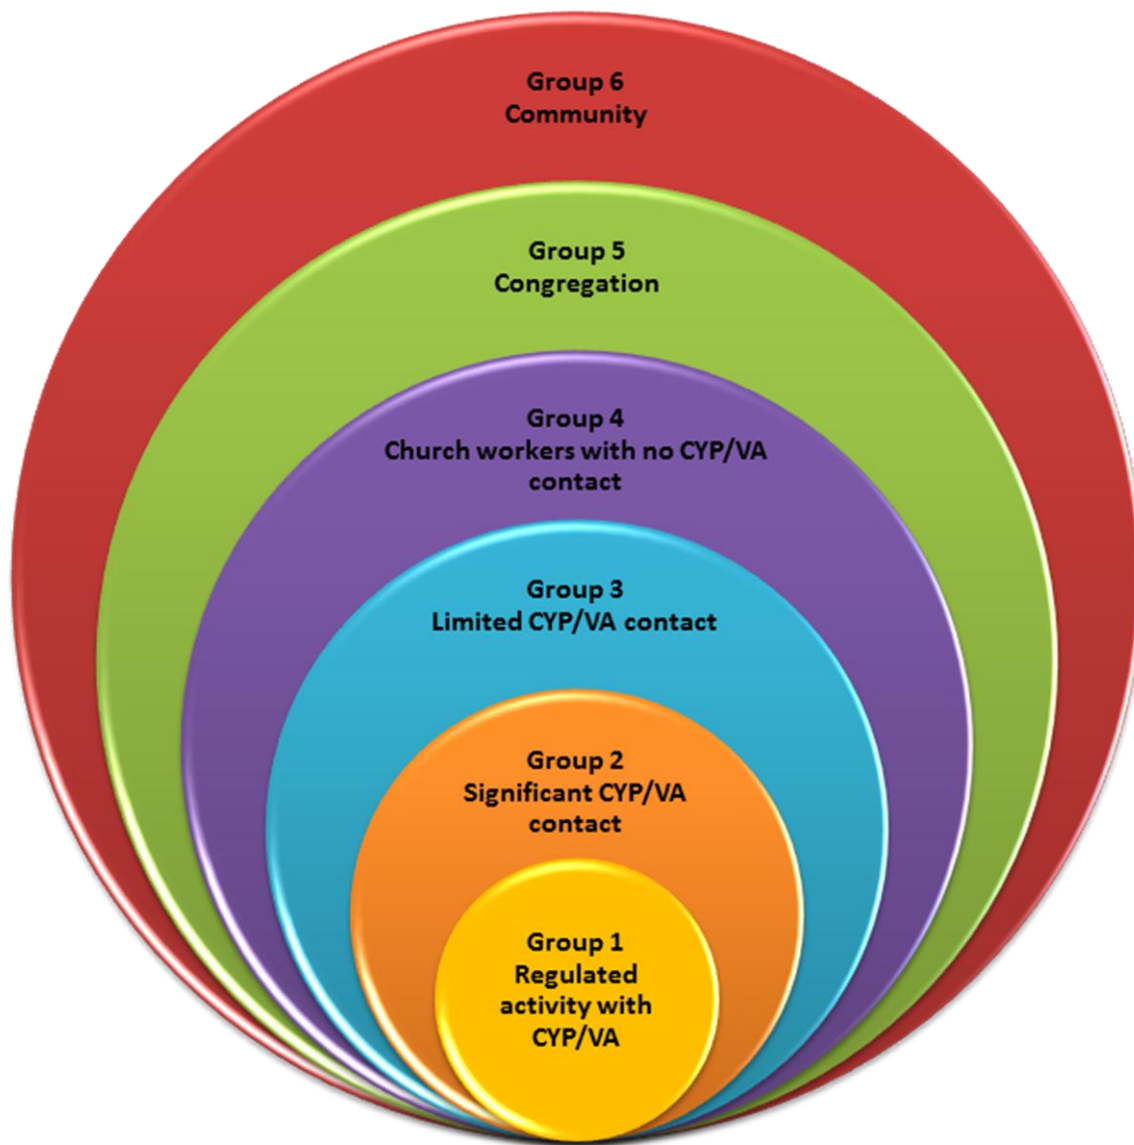 Group 6
Community
Group 5
Congregation
Group 4
Church workers with no CYP/VA
contact
Group 3
Limited CYP/VA contact
Group 2
Significant CYP/VA
contact
Group 1
Regulated
activity with
CYP/VA